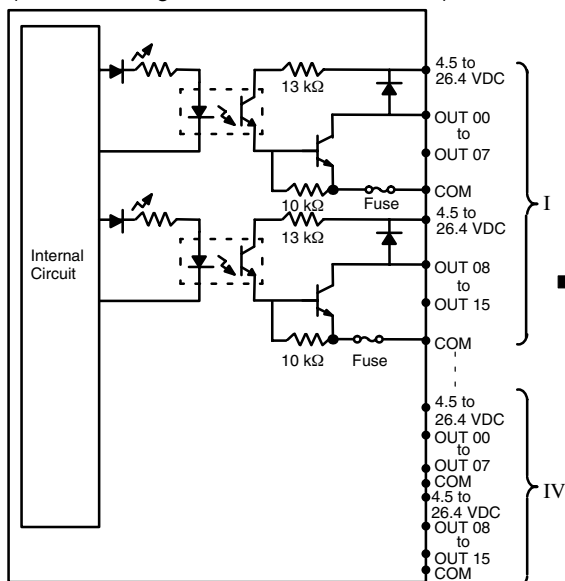 Internal
Circuit
13 kΩ
10 kΩ
Fuse
4.5 to
26.4 VDC
OUT 00
to
OUT 07
COM
I
13 kΩ
10 kΩ
Fuse
4.5 to
26.4 VDC
OUT 08
to
OUT 15
COM
4.5 to
26.4 VDC
OUT 00
to
OUT 07
COM
4.5 to
26.4 VDC
OUT 08
to
OUT 15
COM
IV